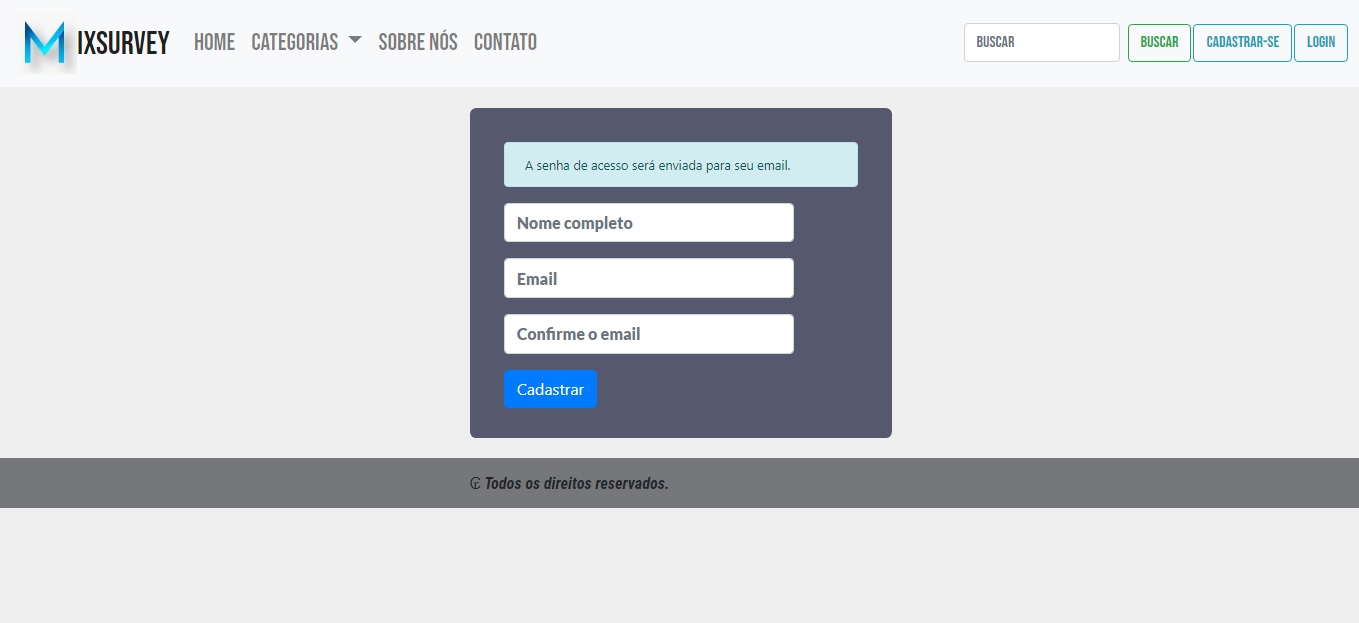 MIXSURVEY HOME CATEGORIAS SOBRE NÓS CONTATO BUSCAR BUSCAR CADASTRAR-SE LOGIN
A senha de acesso será enviada para seu email.
Nome completo
Email
Confirme o email
Cadastrar
₢ Todos os direitos reservados.